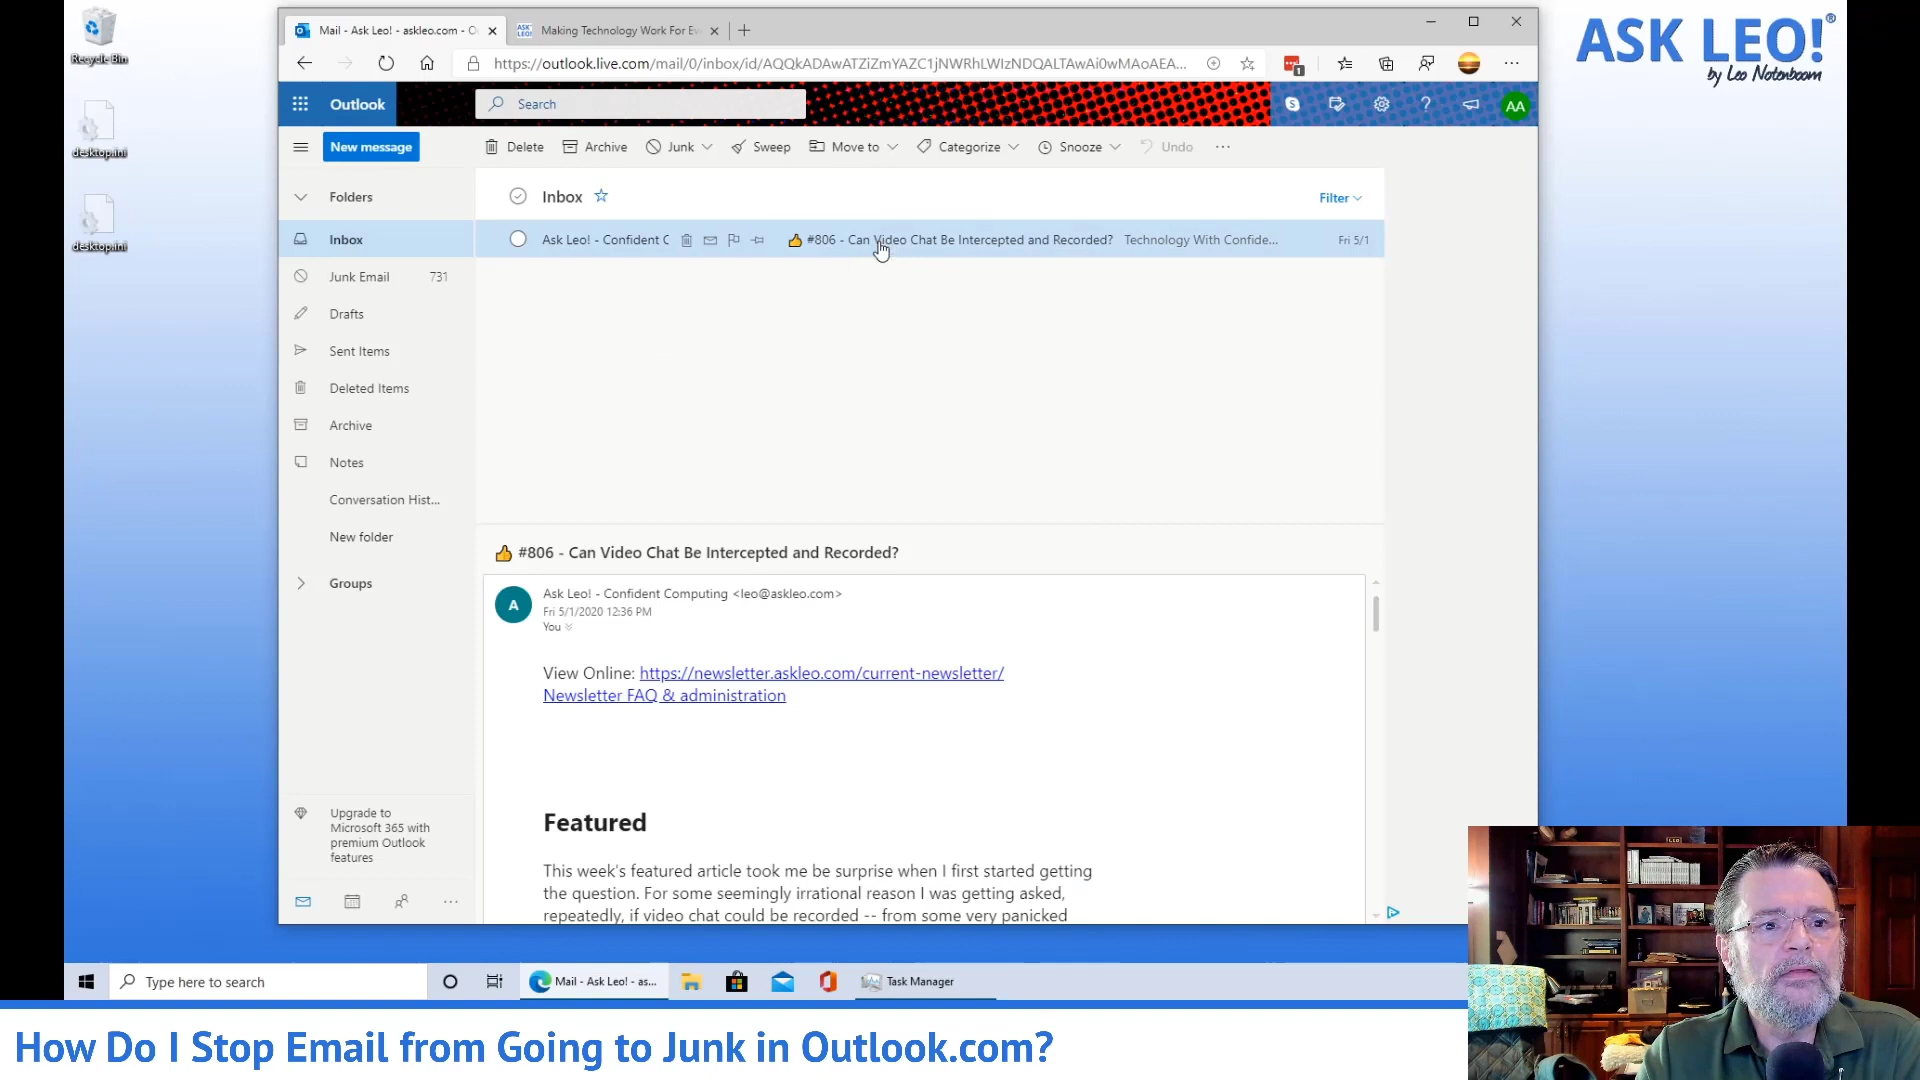 Recycle Bin
desktop.ini
desktop.ini
Mail - Ask Leo! - askleo.com - O
Making Technology Work For Ev
https://outlook.live.com/mail/0/inbox/id/AQQkADAwATZiZmYAZC1jNWRhLWIzNDQALTAwAi0wMAoAEA...
1
ASK LEO!®
by Leo Notenboom
Outlook
Search
AA
New message
Delete
Archive
Junk
Sweep
Move to
Categorize
Snooze
Undo
Folders
Inbox
Junk Email 731
Drafts
Sent Items
Deleted Items
Archive
Notes
Conversation Hist...
New folder
Groups
Upgrade to
Microsoft 365 with
premium Outlook
features
Inbox
Filter
Ask Leo! - Confident C
👍 #806 - Can Video Chat Be Intercepted and Recorded? Technology With Confide...
Fri 5/1
👍 #806 - Can Video Chat Be Intercepted and Recorded?
A
Ask Leo! - Confident Computing <leo@askleo.com>
Fri 5/1/2020 12:36 PM
You
View Online: https://newsletter.askleo.com/current-newsletter/
Newsletter FAQ & administration
Featured
This week's featured article took me be surprise when I first started getting
the question. For some seemingly irrational reason I was getting asked,
repeatedly, if video chat could be recorded -- from some very panicked
Type here to search
Mail - Ask Leo! - as...
Task Manager
How Do I Stop Email from Going to Junk in Outlook.com?